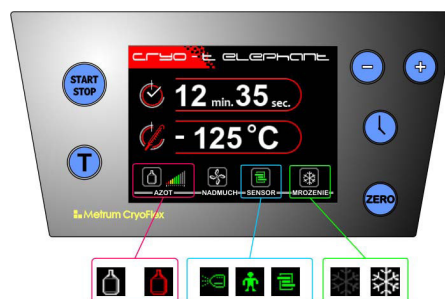 cryo-t elephant
START
STOP
12 min. 35 sec.
T
- 125 °C
AZOT NADMUCH SENSOR MROZENIE
ZERO
Metrum CryoFlex
- +